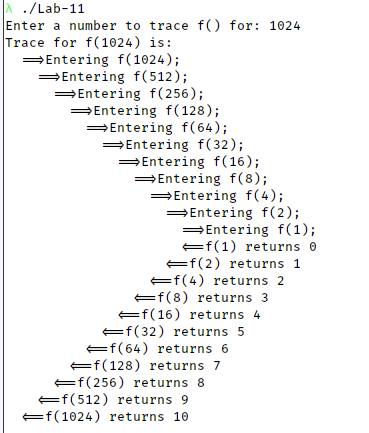 λ ./Lab-11
Enter a number to trace f() for: 1024
Trace for f(1024) is:
==>Entering f(1024);
==>Entering f(512);
==>Entering f(256);
==>Entering f(128);
==>Entering f(64);
==>Entering f(32);
==>Entering f(16);
==>Entering f(8);
==>Entering f(4);
==>Entering f(2);
==>Entering f(1);
<==f(1) returns 0
<==f(2) returns 1
<==f(4) returns 2
<==f(8) returns 3
<==f(16) returns 4
<==f(32) returns 5
<==f(64) returns 6
<==f(128) returns 7
<==f(256) returns 8
<==f(512) returns 9
<==f(1024) returns 10